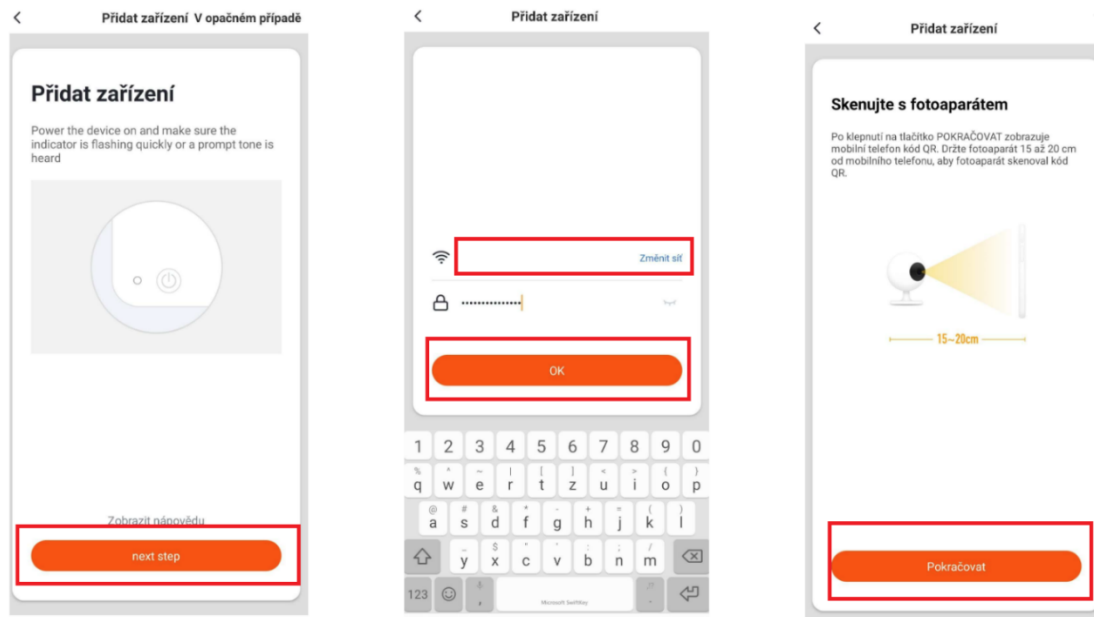 Přidat zařízení V opačném případě
Přidat zařízení
Power the device on and make sure the
indicator is flashing quickly or a prompt tone is
heard
Zobrazit nápovědu
next step
Přidat zařízení
Změnit síť
••••••••••••••
OK
1 2 3 4 5 6 7 8 9 0
% ^ ~ | [ ] < > { }
q w e r t z u i o p
@ # & * - + = ( )
a s d f g h j k l
_ $ " ' : ; /
y x c v b n m
123 , Microsoft SwiftKey .
Přidat zařízení
Skenujte s fotoaparátem
Po klepnutí na tlačítko POKRAČOVAT zobrazuje
mobilní telefon kód QR. Držte fotoaparát 15 až 20 cm
od mobilního telefonu, aby fotoaparát skenoval kód
QR.
15~20cm
Pokračovat